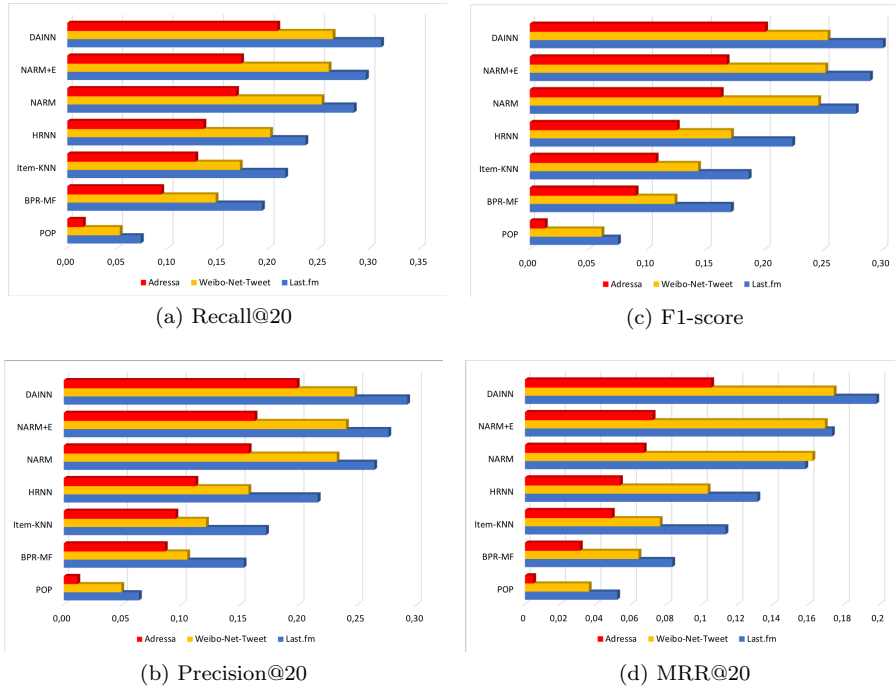 DAINN
NARM+E
NARM
HRNN
Item-KNN
BPR-MF
POP
0,00 0,05 0,10 0,15 0,20 0,25 0,30 0,35
Adressa Weibo-Net-Tweet Last.fm
(a) Recall@20
DAINN
NARM+E
NARM
HRNN
Item-KNN
BPR-MF
POP
0,00 0,05 0,10 0,15 0,20 0,25 0,30
Adressa Weibo-Net-Tweet Last.fm
(c) F1-score
DAINN
NARM+E
NARM
HRNN
Item-KNN
BPR-MF
POP
0,00 0,05 0,10 0,15 0,20 0,25 0,30
Adressa Weibo-Net-Tweet Last.fm
(b) Precision@20
DAINN
NARM+E
NARM
HRNN
Item-KNN
BPR-MF
POP
0 0,02 0,04 0,06 0,08 0,1 0,12 0,14 0,16 0,18 0,2
Adressa Weibo-Net-Tweet Last.fm
(d) MRR@20